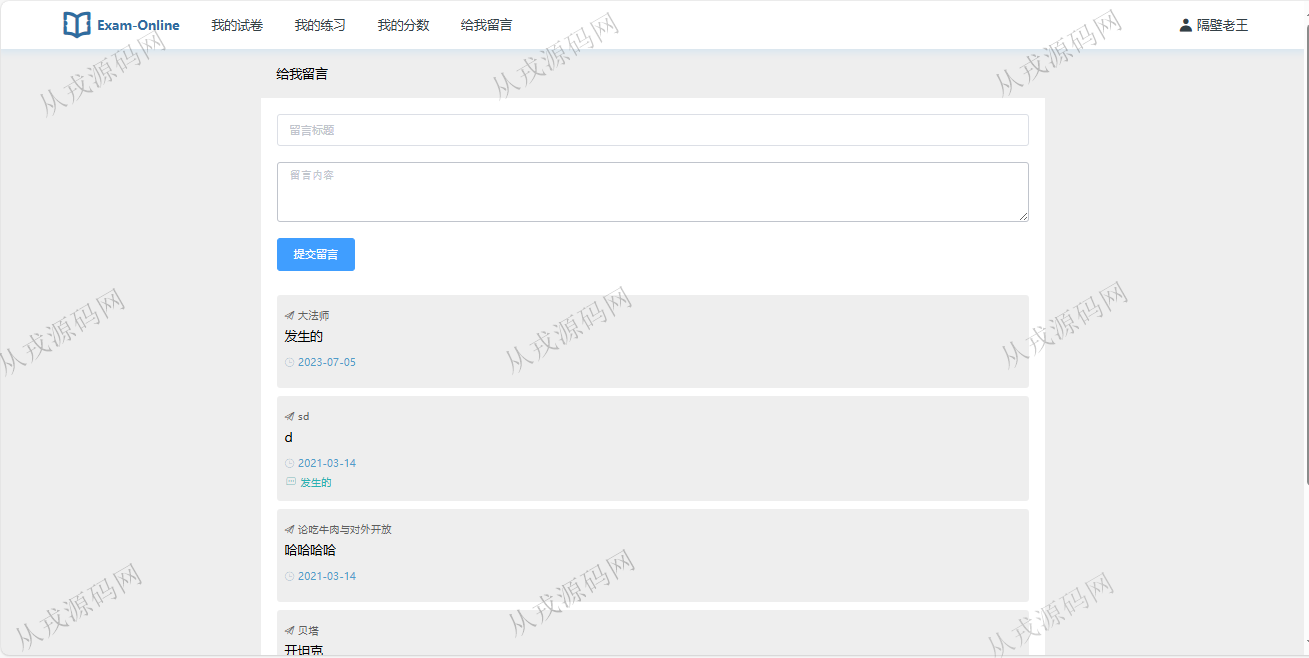 Exam-Online 我的试卷 我的练习 我的分数 给我留言 隔壁老王
给我留言
留言标题
留言内容
提交留言
大法师
发生的
2023-07-05
sd
d
2021-03-14
发生的
论吃牛肉与对外开放
哈哈哈哈
2021-03-14
贝塔
开坦克
从戎源码网
从戎源码网
从戎源码网
从戎源码网
从戎源码网
从戎源码网
从戎源码网
从戎源码网
从戎源码网